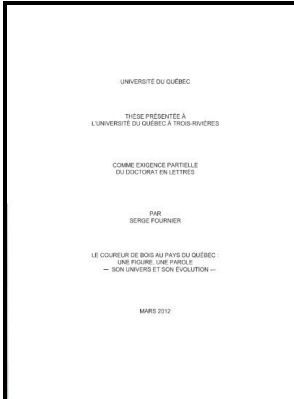 UNIVERSITÉ DU QUÉBEC
THÈSE PRÉSENTÉE À
L'UNIVERSITÉ DU QUÉBEC À TROIS-RIVIÈRES
COMME EXIGENCE PARTIELLE
DU DOCTORAT EN LETTRES
PAR
SERGE FOURNIER
LE COUREUR DE BOIS AU PAYS DU QUÉBEC :
UNE FIGURE, UNE PAROLE
— SON UNIVERS ET SON ÉVOLUTION —
MARS 2012